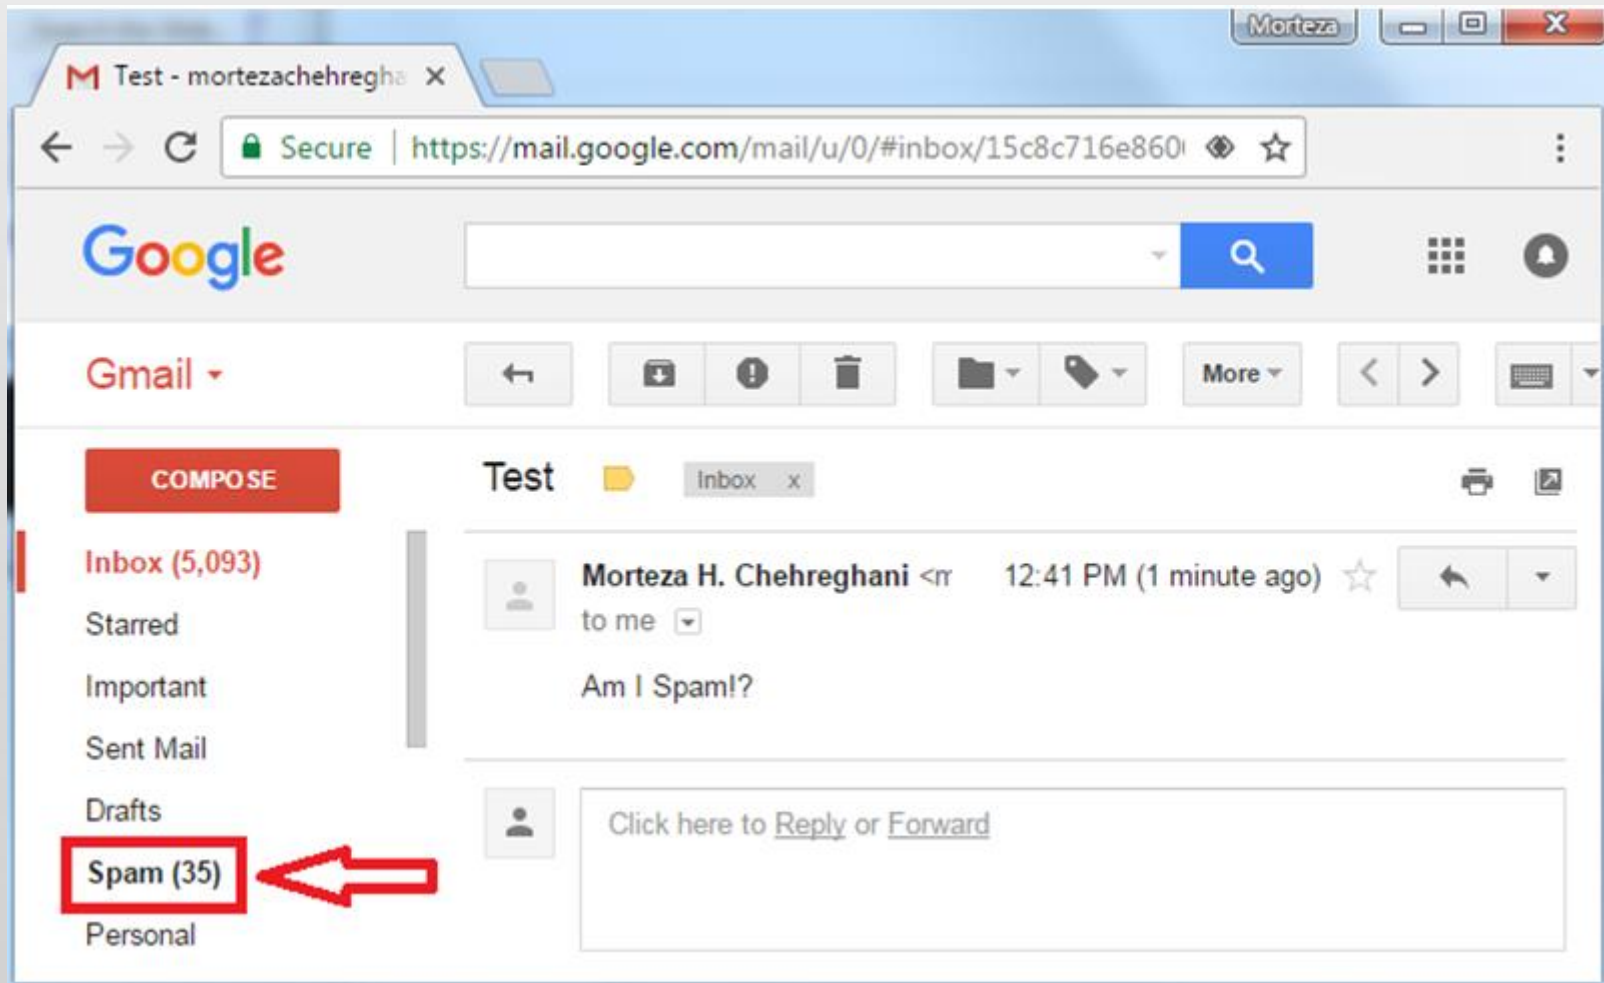 Morteza
Test - mortezachehregha
Secure | https://mail.google.com/mail/u/0/#inbox/15c8c716e860
Google
Gmail
More
COMPOSE
Test
Inbox x
Inbox (5,093)
Starred
Important
Sent Mail
Drafts
Spam (35)
Personal
Morteza H. Chehreghani <m 12:41 PM (1 minute ago)
to me
Am I Spam!?
Click here to Reply or Forward